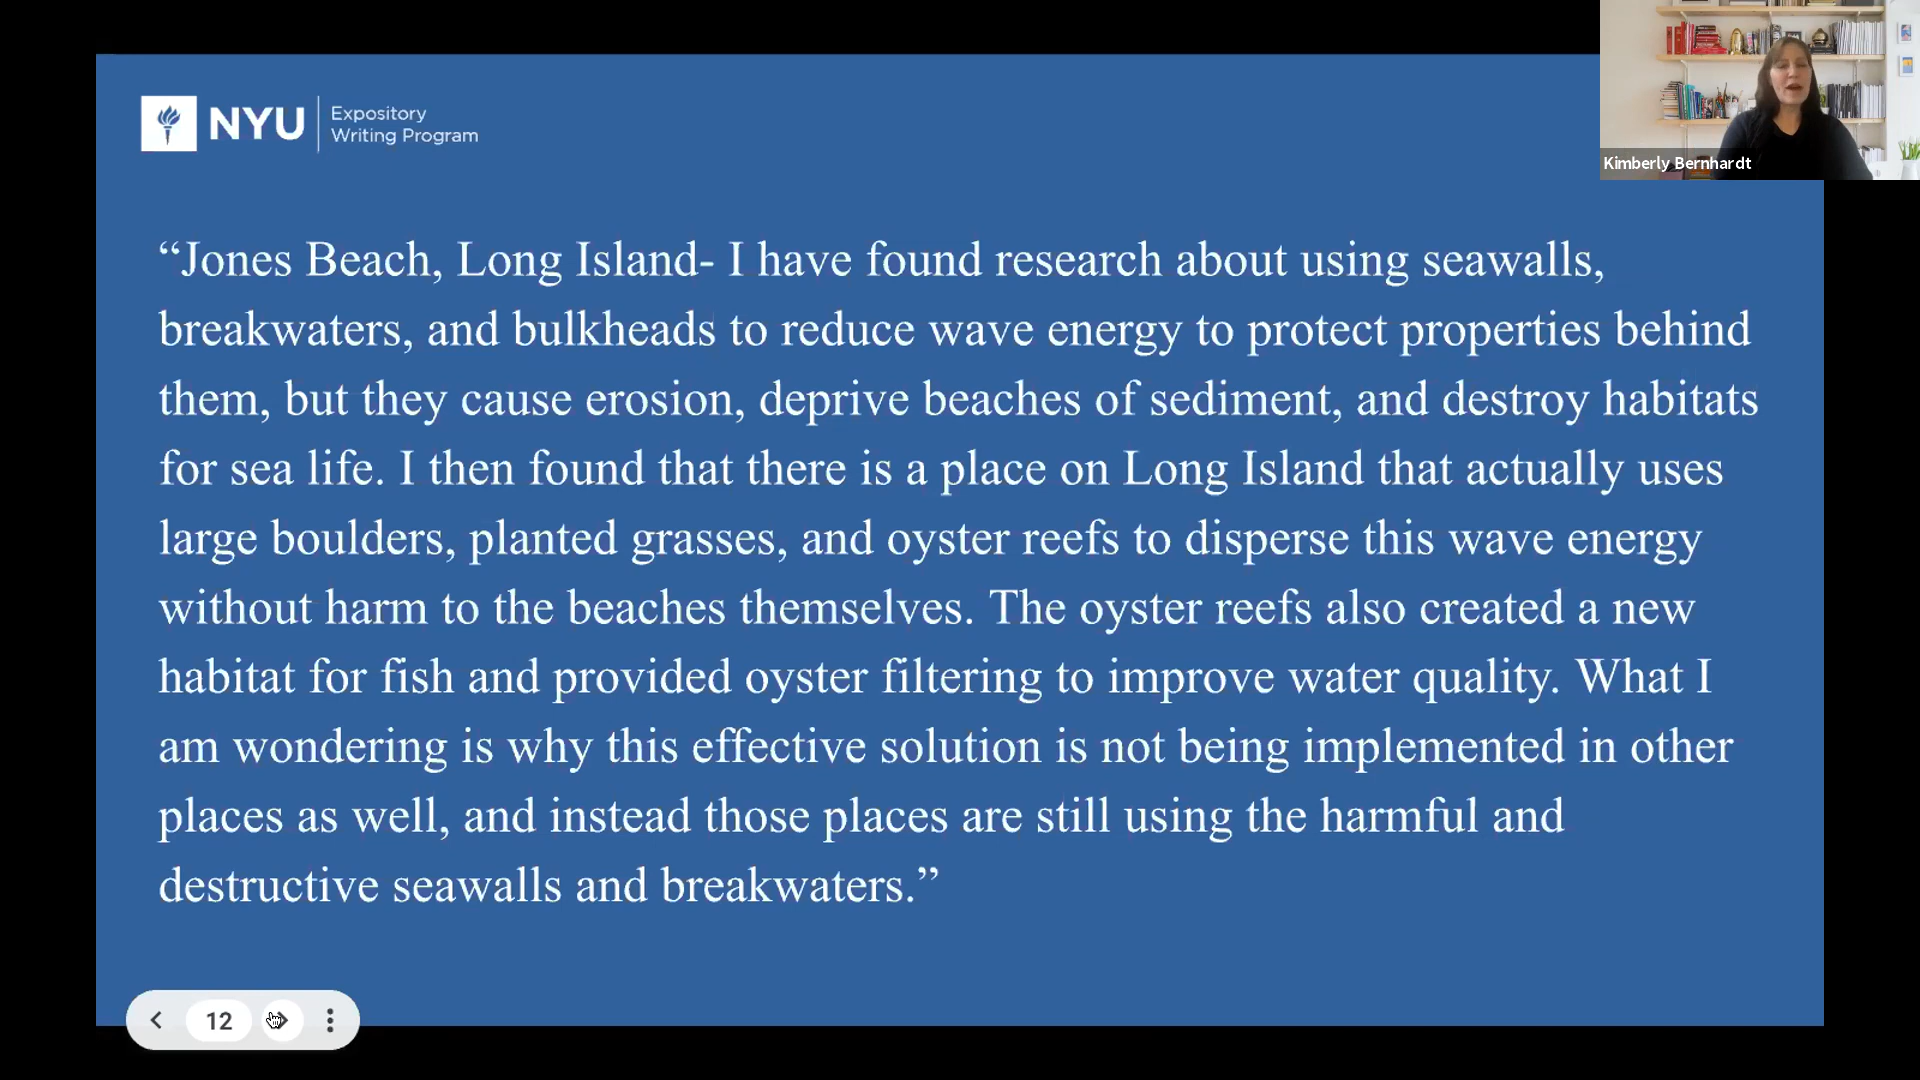 NYU
Expository
Writing Program
Kimberly Bernhardt
“Jones Beach, Long Island- I have found research about using seawalls,
breakwaters, and bulkheads to reduce wave energy to protect properties behind
them, but they cause erosion, deprive beaches of sediment, and destroy habitats
for sea life. I then found that there is a place on Long Island that actually uses
large boulders, planted grasses, and oyster reefs to disperse this wave energy
without harm to the beaches themselves. The oyster reefs also created a new
habitat for fish and provided oyster filtering to improve water quality. What I
am wondering is why this effective solution is not being implemented in other
places as well, and instead those places are still using the harmful and
destructive seawalls and breakwaters.”
12